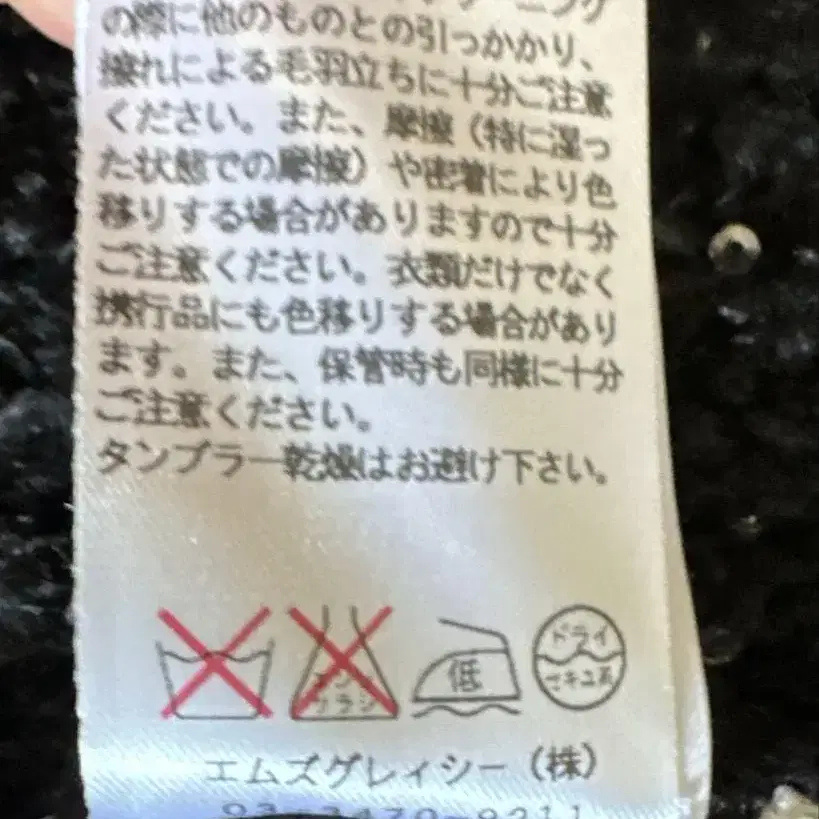 の際に他のものとの引っかかり、
擦れによる毛羽立ちに十分ご注意
ください。また、摩擦（特に湿っ
た状態での摩擦）や密着により色
移りする場合がありますので十分
ご注意ください。衣類だけでなく
携行品にも色移りする場合があり
ます。また、保管時も同様に十分
ご注意ください。
タンブラー乾燥はお避け下さい。
低
ドライ
セキユ系
エムズグレイシー（株）